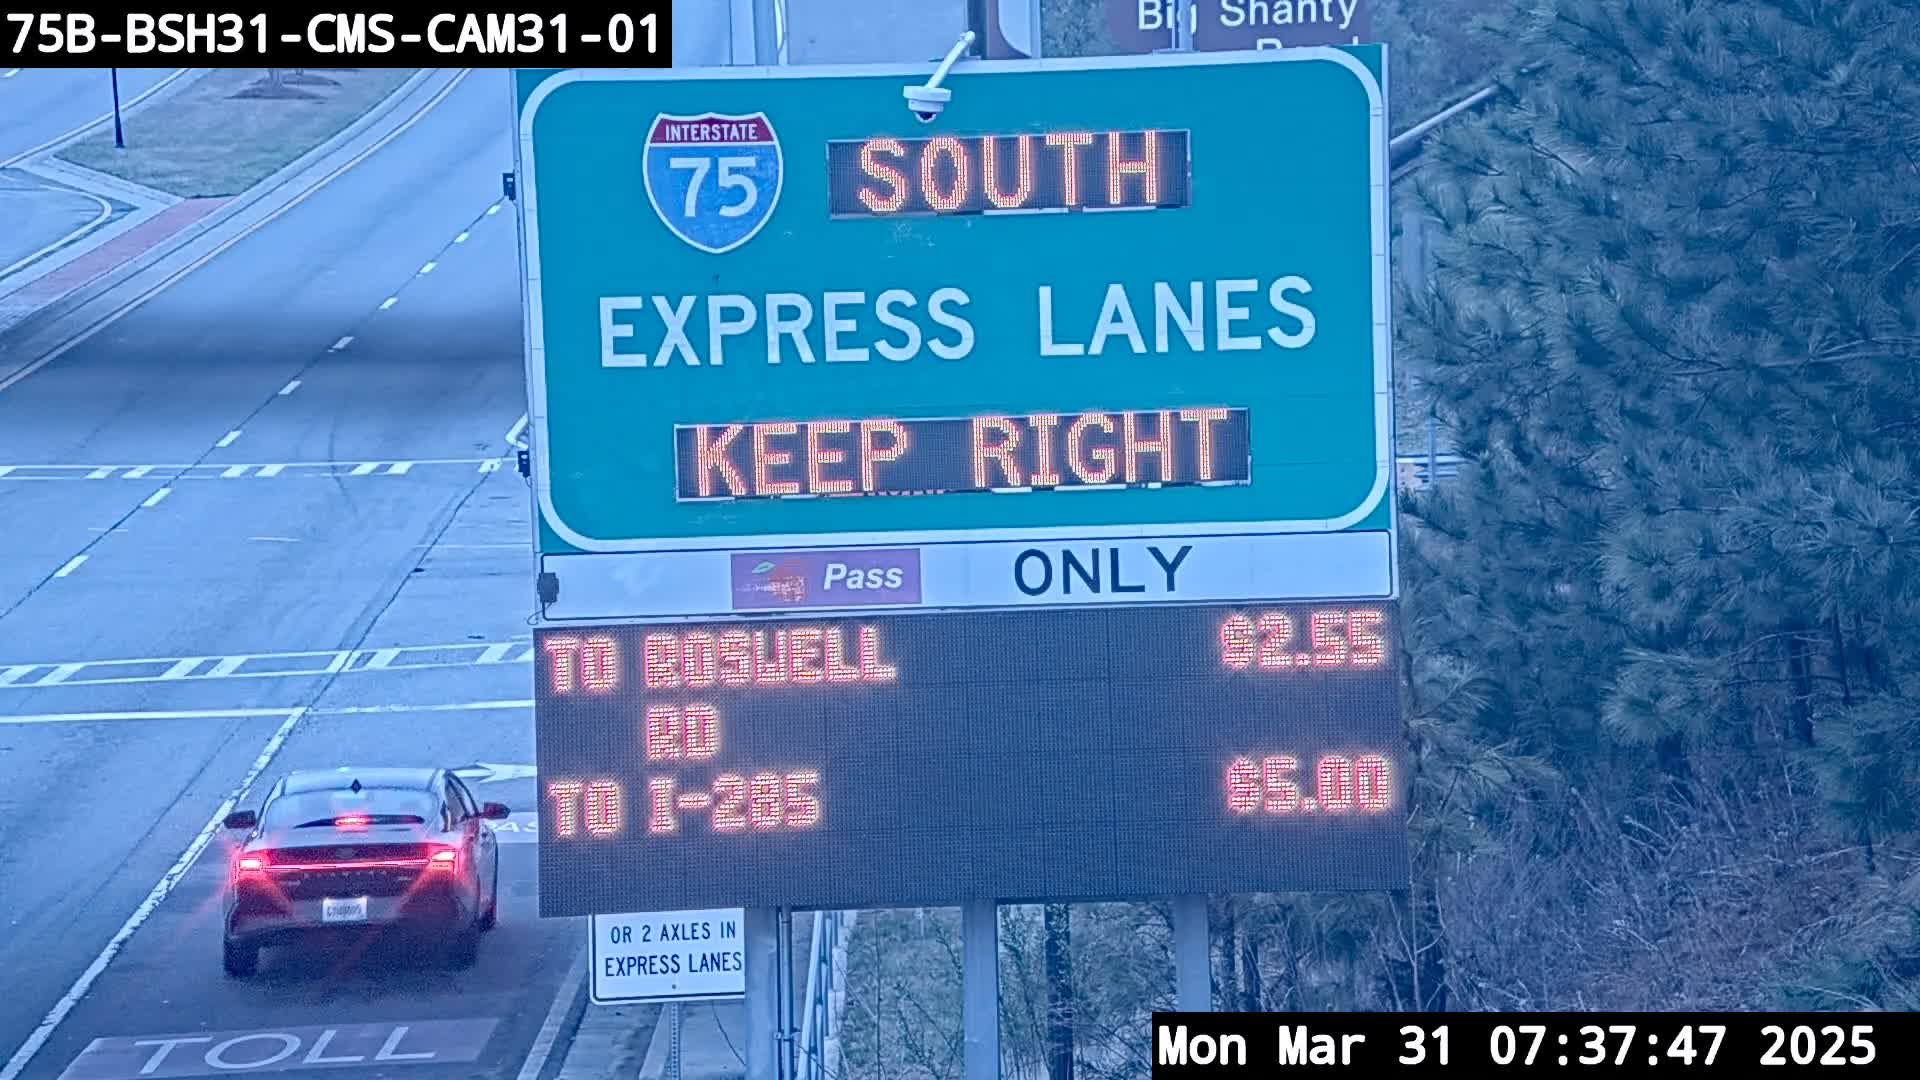 75B-BSH31-CMS-CAM31-01
Big Shanty
INTERSTATE
75
SOUTH
EXPRESS LANES
KEEP RIGHT
Pass ONLY
TO ROSWELL $2.55
RD
TO I-285 $5.00
OR 2 AXLES IN
EXPRESS LANES
TOLL
Mon Mar 31 07:37:47 2025